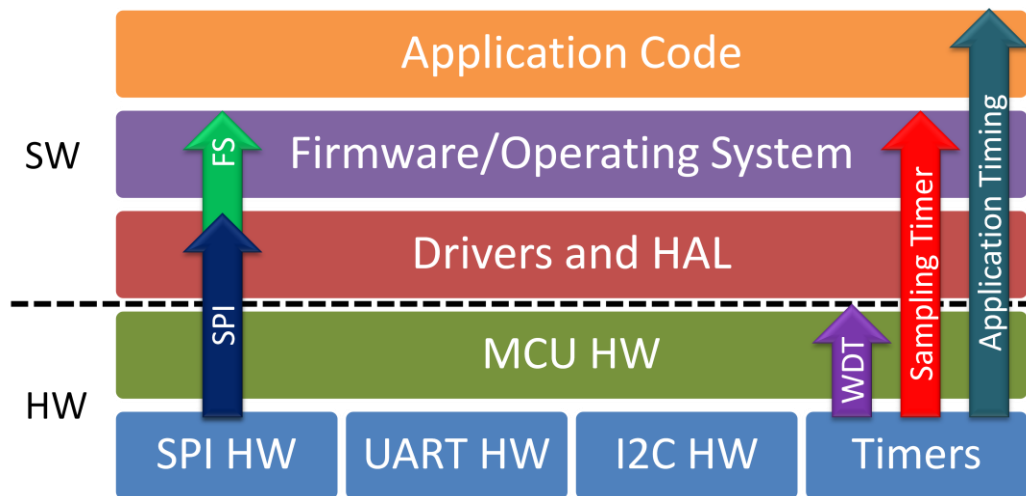 Application Code
SW
FS
Firmware/Operating System
Sampling Timer
Application Timing
Drivers and HAL
SPI
MCU HW
WDT
HW
SPI HW
UART HW
I2C HW
Timers